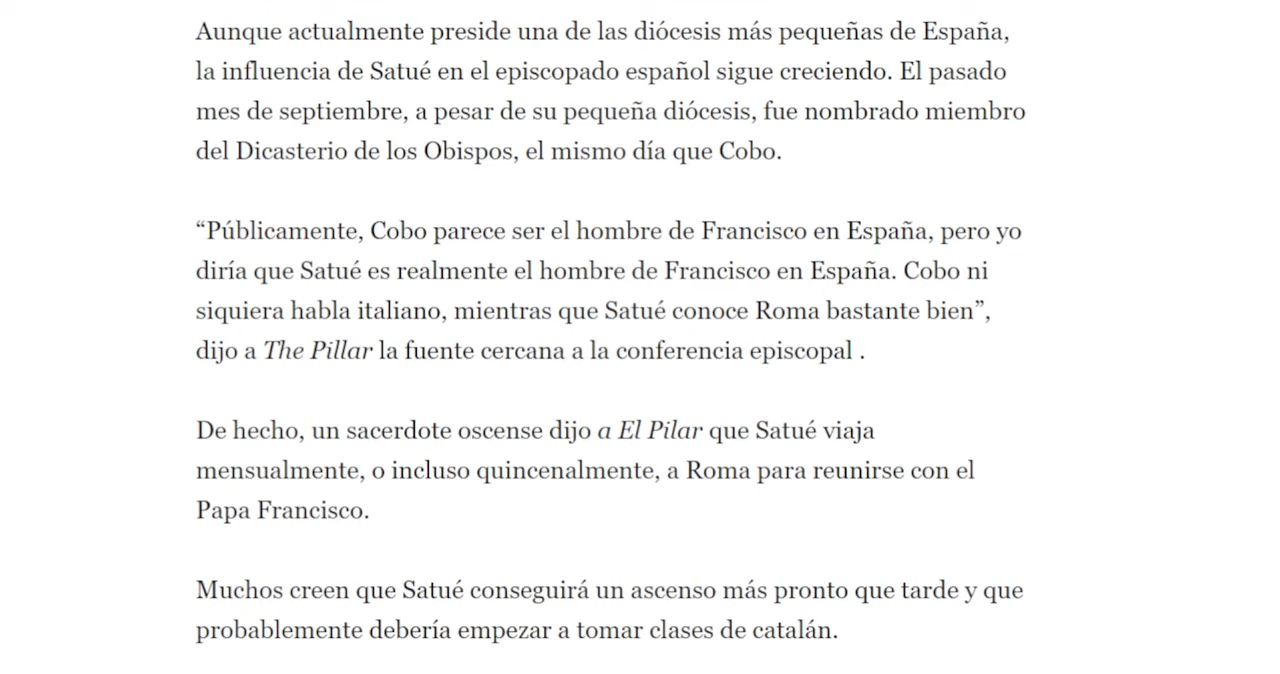 Aunque actualmente preside una de las diócesis más pequeñas de España,
la influencia de Satué en el episcopado español sigue creciendo. El pasado
mes de septiembre, a pesar de su pequeña diócesis, fue nombrado miembro
del Dicasterio de los Obispos, el mismo día que Cobo.
“Públicamente, Cobo parece ser el hombre de Francisco en España, pero yo
diría que Satué es realmente el hombre de Francisco en España. Cobo ni
siquiera habla italiano, mientras que Satué conoce Roma bastante bien”,
dijo a The Pillar la fuente cercana a la conferencia episcopal .
De hecho, un sacerdote oscense dijo a El Pilar que Satué viaja
mensualmente, o incluso quincenalmente, a Roma para reunirse con el
Papa Francisco.
Muchos creen que Satué conseguirá un ascenso más pronto que tarde y que
probablemente debería empezar a tomar clases de catalán.